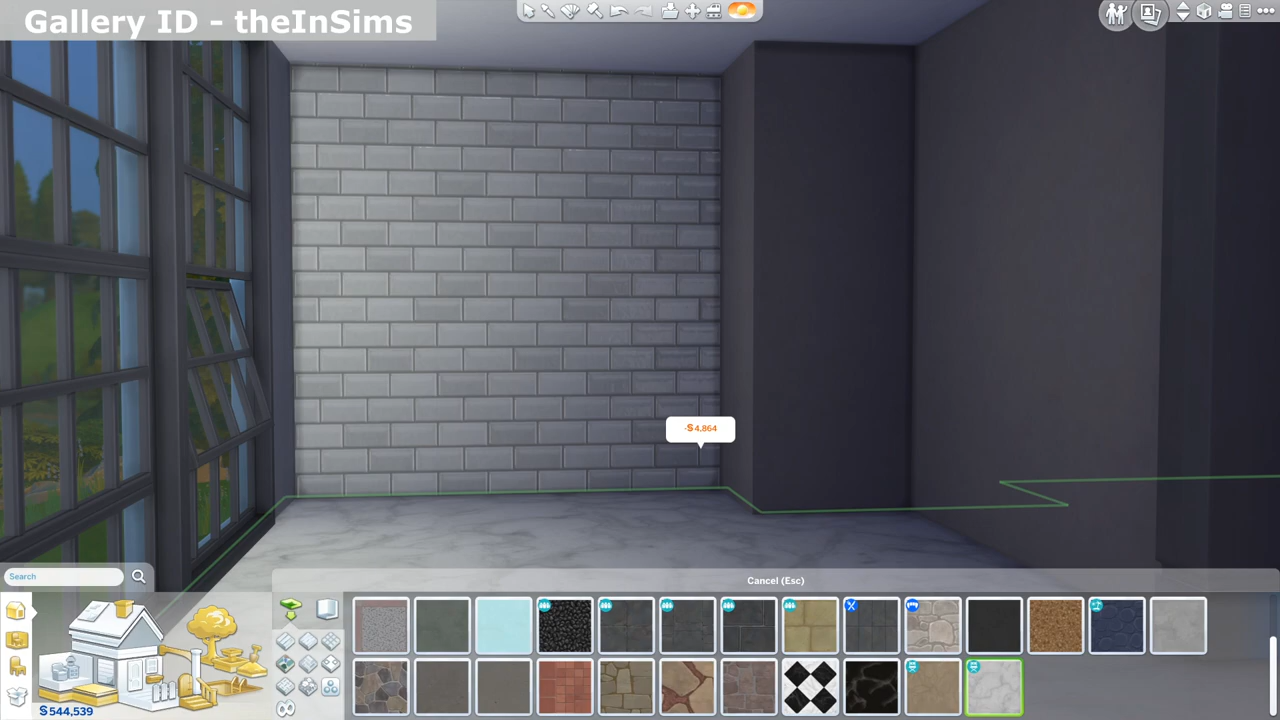 Gallery ID - theInSims
-§4,864
Cancel (Esc)
Search
§544,539